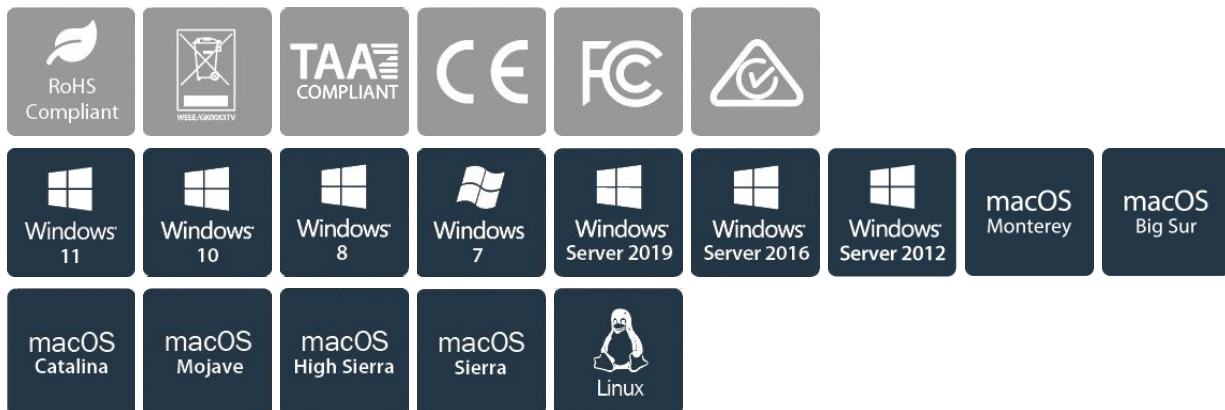 RoHS
Compliant
WEEE/GK0063TV
TAA
COMPLIANT
CE
FC
Windows
11
Windows
10
Windows
8
Windows
7
Windows
Server 2019
Windows
Server 2016
Windows
Server 2012
macOS
Monterey
macOS
Big Sur
macOS
Catalina
macOS
Mojave
macOS
High Sierra
macOS
Sierra
Linux